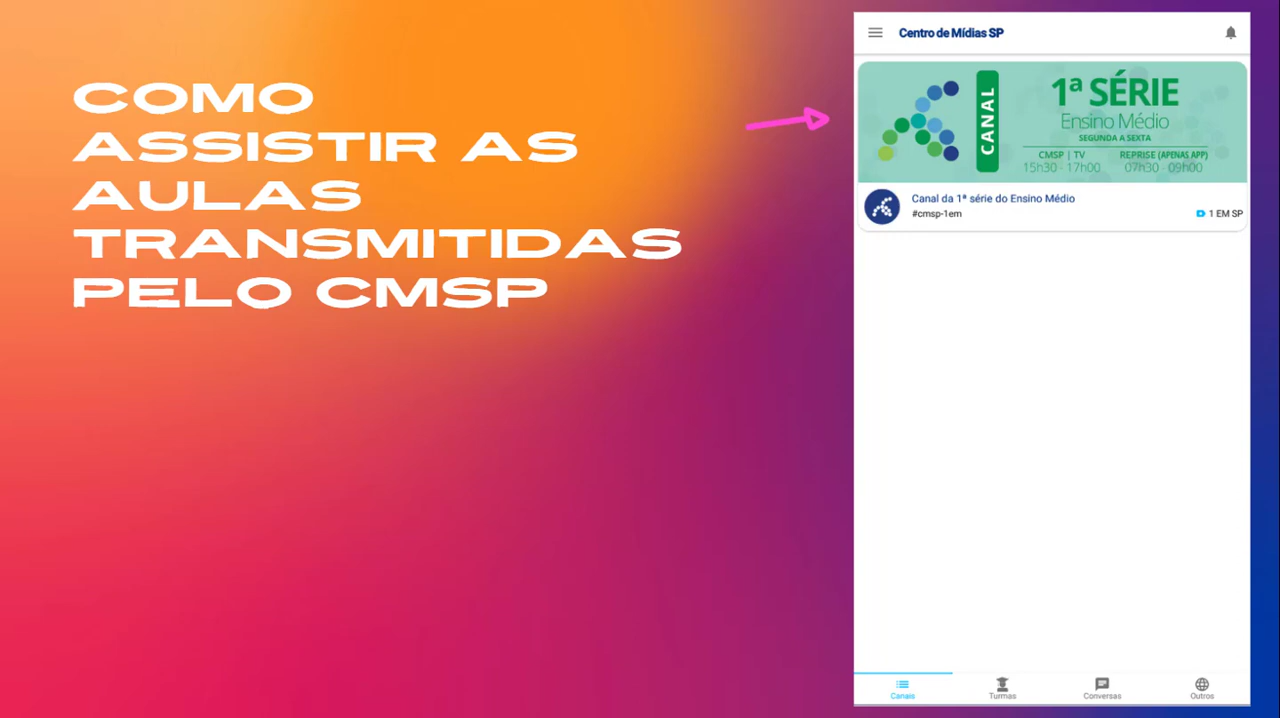 COMO
ASSISTIR AS
AULAS
TRANSMITIDAS
PELO CMSP
Centro de Mídias SP
CANAL
1ª SÉRIE
Ensino Médio
SEGUNDA A SEXTA
CMSP | TV REPRISE (APENAS APP)
15h30 - 17h00 07h30 - 09h00
Canal da 1ª série do Ensino Médio
#cmsp-1em 1 EM SP
Canais Turmas Conversas Outros